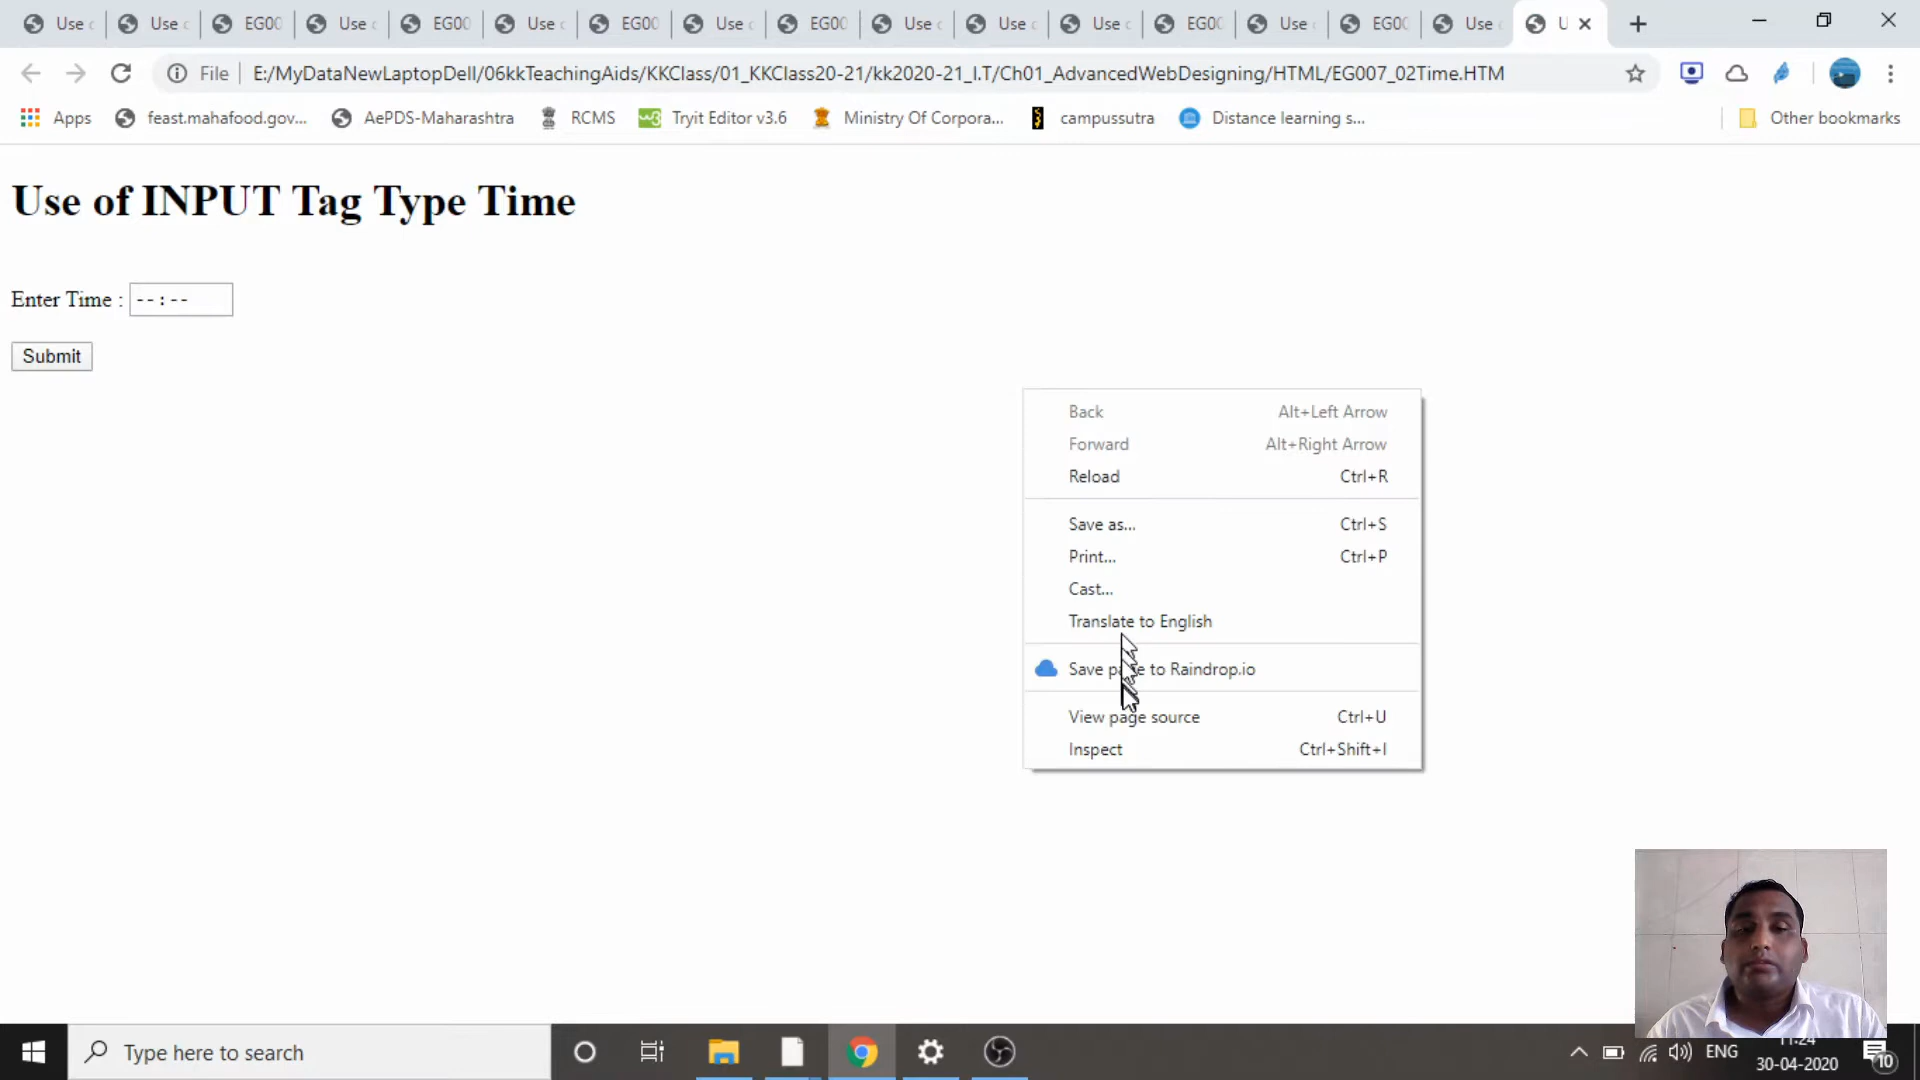 Use Use EG00 Use EG00 Use EG00 Use EG00 Use Use Use EG00 Use EG00 Use U
File E:/MyDataNewLaptopDell/06kkTeachingAids/KKClass/01_KKClass20-21/kk2020-21_I.T/Ch01_AdvancedWebDesigning/HTML/EG007_02Time.HTM
Apps feast.mahafood.gov... AePDS-Maharashtra RCMS Tryit Editor v3.6 Ministry Of Corpora... campussutra Distance learning s... Other bookmarks
Use of INPUT Tag Type Time
Enter Time : --:--
Submit
Back Alt+Left Arrow
Forward Alt+Right Arrow
Reload Ctrl+R
Save as... Ctrl+S
Print... Ctrl+P
Cast...
Translate to English
Save page to Raindrop.io
View page source Ctrl+U
Inspect Ctrl+Shift+I
Type here to search
ENG
11:24
30-04-2020
10